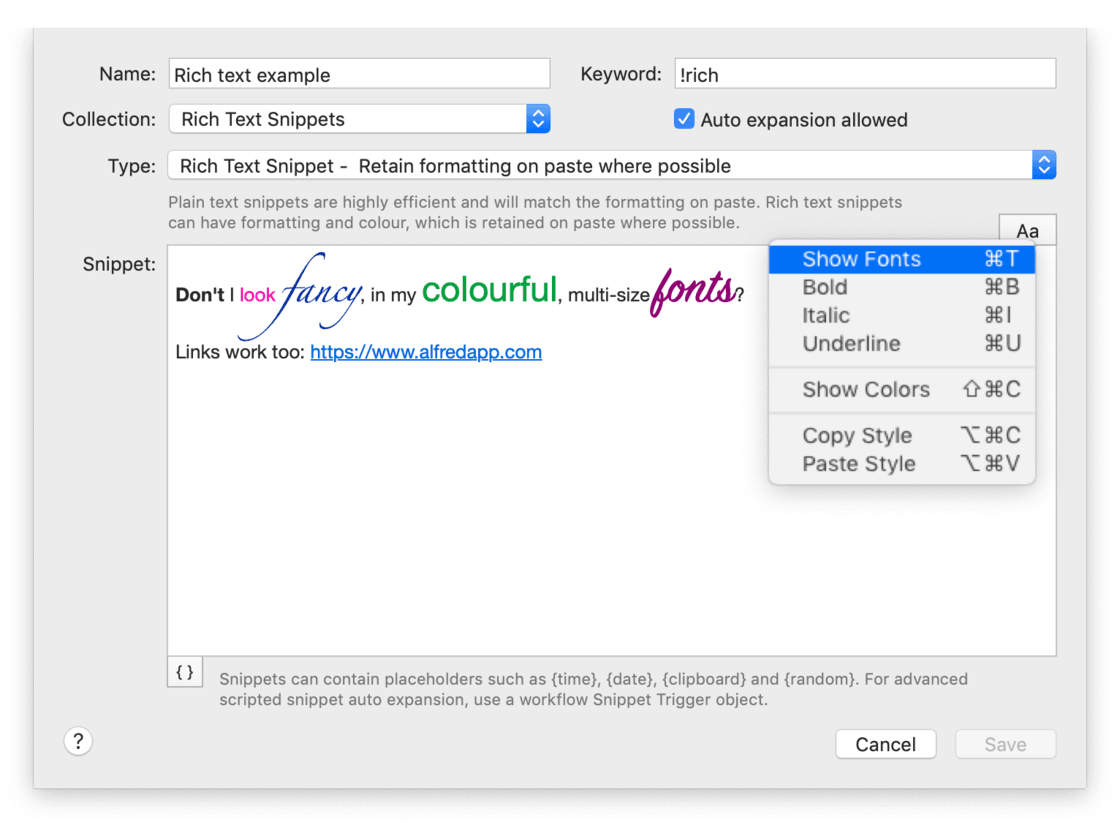 Name: Rich text example Keyword: !rich
Collection: Rich Text Snippets Auto expansion allowed
Type: Rich Text Snippet - Retain formatting on paste where possible
Plain text snippets are highly efficient and will match the formatting on paste. Rich text snippets
can have formatting and colour, which is retained on paste where possible.
Aa
Snippet:
Don't I look fancy, in my colourful, multi-size fonts?
Links work too: https://www.alfredapp.com
Show Fonts ⌘T
Bold ⌘B
Italic ⌘I
Underline ⌘U
Show Colors ⇧⌘C
Copy Style ⌥⌘C
Paste Style ⌥⌘V
{ }
Snippets can contain placeholders such as {time}, {date}, {clipboard} and {random}. For advanced
scripted snippet auto expansion, use a workflow Snippet Trigger object.
? Cancel Save